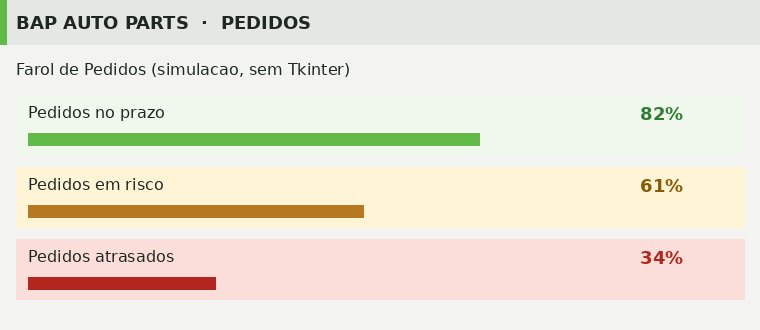 BAP AUTO PARTS · PEDIDOS
Farol de Pedidos (simulacao, sem Tkinter)
Pedidos no prazo 82%
Pedidos em risco 61%
Pedidos atrasados 34%